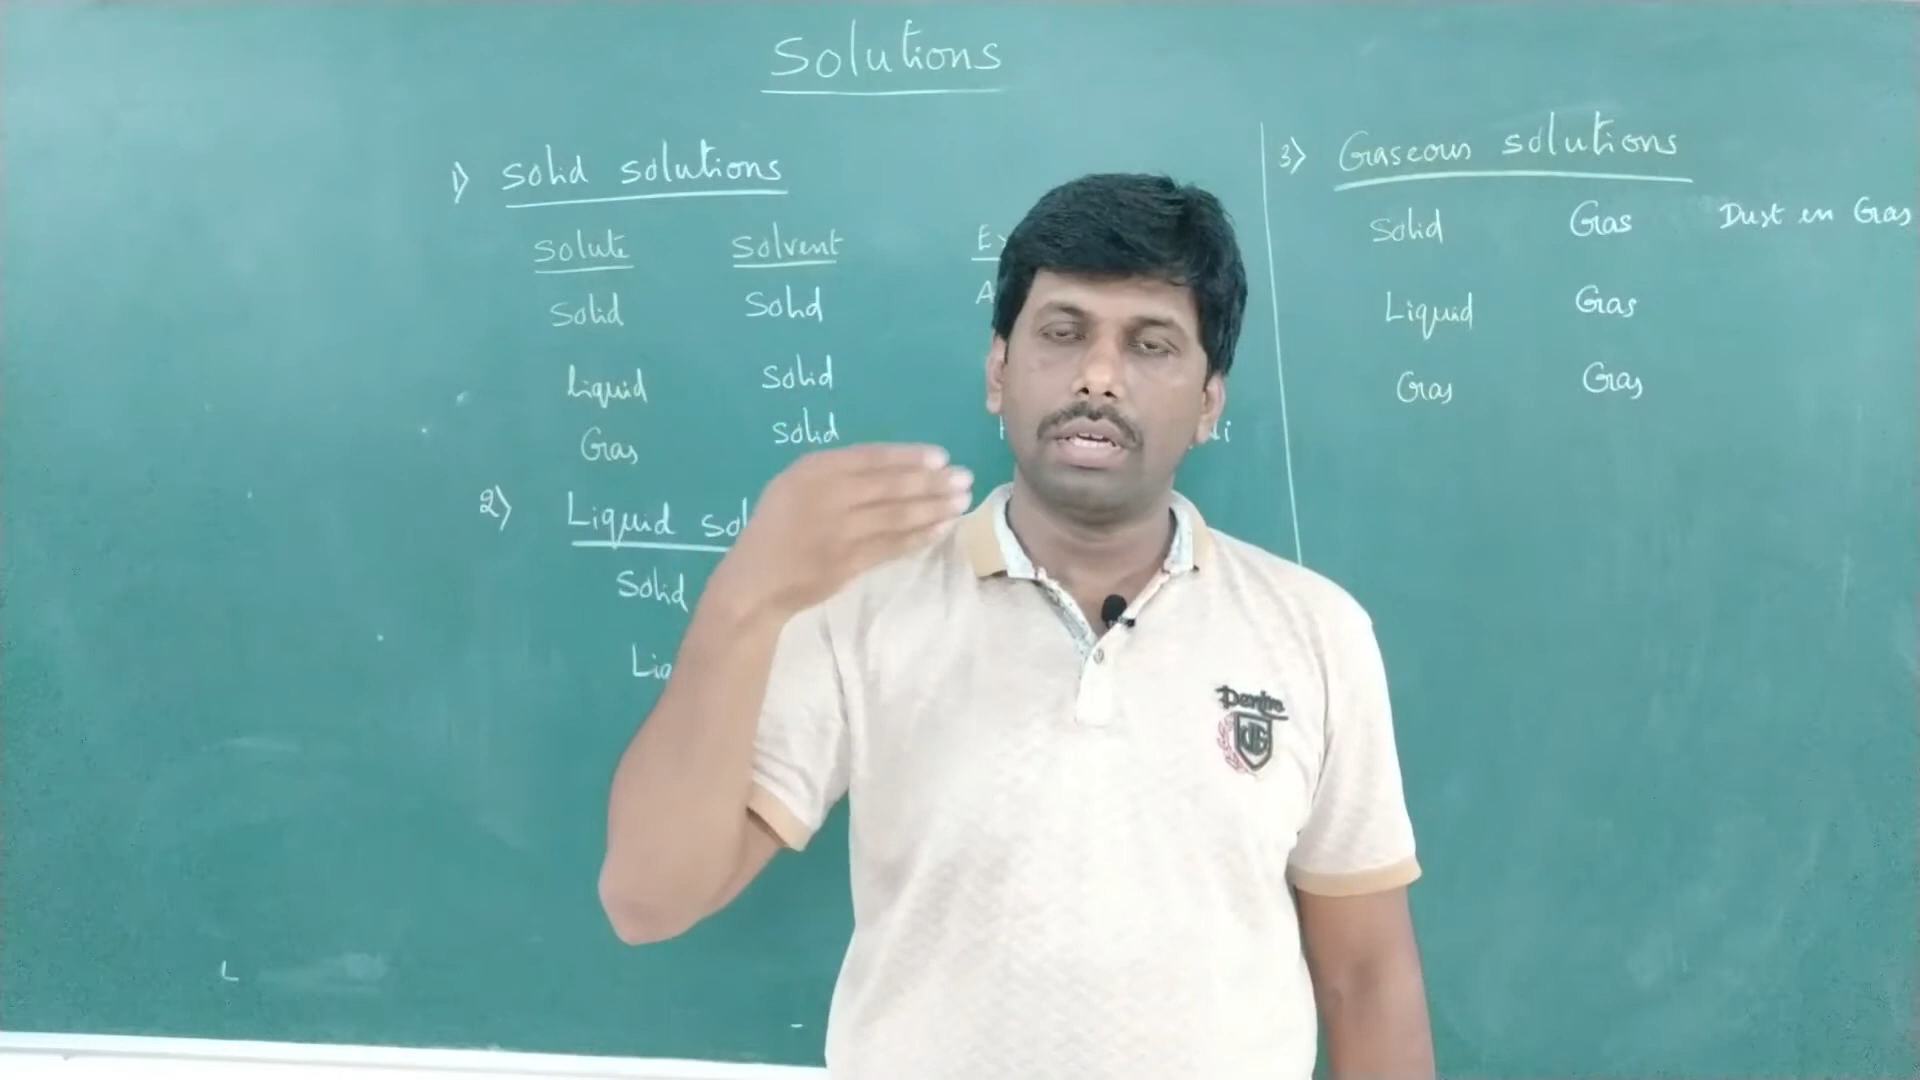 Solutions
1) Solid solutions
Solute Solvent
Solid Solid
Liquid Solid
Gas Solid
2) Liquid
Solid
3) Gaseous solutions
Solid Gas Dust in Gas
Liquid Gas
Gas Gas
Denim